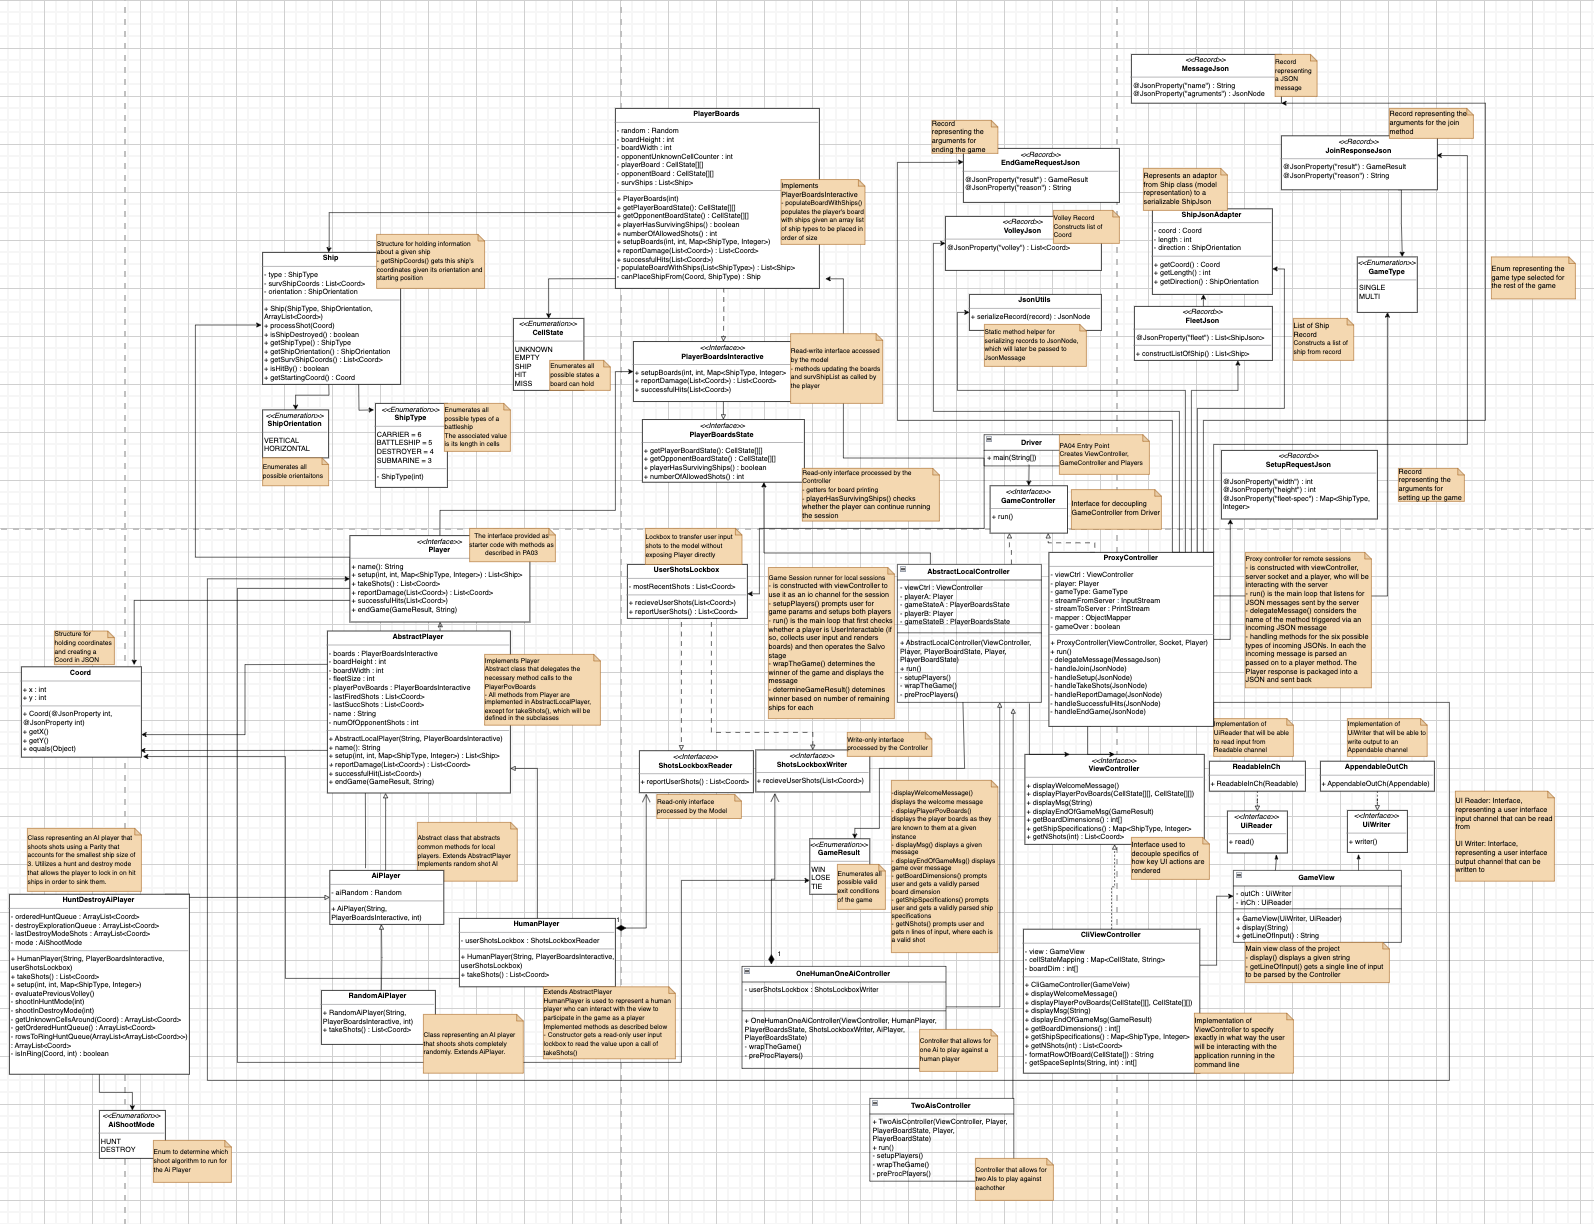 <<Record>>
MessageJson
@JsonProperty("name") : String
@JsonProperty("agruments") : JsonNode
Record
representing
a JSON
message
Record representing the
arguments for the join
method
<<Record>>
JoinResponseJson
@JsonProperty("result") : GameResult
@JsonProperty("reason") : String
Record
representing the
arguments for
ending the game
<<Record>>
EndGameRequestJson
@JsonProperty("result") : GameResult
@JsonProperty("reason") : String
PlayerBoards
- random : Random
- boardHeight : int
- boardWidth : int
- opponentUnknownCellCounter : int
- playerBoard : CellState[][]
- opponentBoard : CellState[][]
- survShips : List<Ship>
+ PlayerBoards(int)
+ getPlayerBoardState(): CellState[][]
+ getOpponentBoardState() : CellState[][]
+ playerHasSurvivingShips() : boolean
+ numberOfAllowedShots() : int
+ setupBoards(int, int, Map<ShipType, Integer>)
+ reportDamage(List<Coord>) : List<Coord>
+ successfulHits(List<Coord>)
- populateBoardWithShips(List<ShipType>) : List<Ship>
- canPlaceShipFrom(Coord, ShipType) : Ship
Implements
PlayerBoardsInteractive
- populateBoardWithShips()
populates the player's board
with ships given an array list
of ship types to be placed in
order of size
Volley Record
Constructs list of
Coord
<<Record>>
VolleyJson
@JsonProperty("volley") : List<Coord>
Represents an adaptor
from Ship class (model
representation) to a
serializable ShipJson
ShipJsonAdapter
- coord : Coord
- length : int
- direction : ShipOrientation
+ getCoord() : Coord
+ getLength() : int
+ getDirection() : ShipOrientation
<<Enumeration>>
GameType
SINGLE
MULTI
Enum representing the
game type selected for
the rest of the game
Ship
- type : ShipType
- survShipCoords : List<Coord>
- orientation : ShipOrientation
+ Ship(ShipType, ShipOrientation,
ArrayList<Coord>)
+ processShot(Coord)
+ isShipDestroyed() : boolean
+ getShipType() : ShipType
+ getShipOrientation() : ShipOrientation
+ getSurvShipCoords() : List<Coord>
+ isHitBy() : boolean
+ getStartingCoord() : Coord
Structure for holding information
about a given ship
- getShipCoords() gets this ship's
coordinates given its orientation and
starting position
<<Enumeration>>
CellState
UNKNOWN
EMPTY
SHIP
HIT
MISS
Enumerates all
possible states a
board can hold
<<Interface>>
PlayerBoardsInteractive
+ setupBoards(int, int, Map<ShipType, Integer>)
+ reportDamage(List<Coord>) : List<Coord>
+ successfulHits(List<Coord>)
Read-write interface accessed
by the model
- methods updating the boards
and survShipList as called by
the player
JsonUtils
+ serializeRecord(record) : JsonNode
Static method helper for
serializing records to JsonNode,
which will later be passed to
JsonMessage
<<Record>>
FleetJson
@JsonProperty("fleet") : List<ShipJson>
+ constructListOfShip() : List<Ship>
List of Ship
Record
Constructs a list of
ship from record
<<Enumeration>>
ShipOrientation
VERTICAL
HORIZONTAL
Enumerates all
possible orientaitons
<<Enumeration>>
ShipType
CARRIER = 6
BATTLESHIP = 5
DESTROYER = 4
SUBMARINE = 3
- ShipType(int)
Enumerates all
possible types of a
battleship
The associated value
is its length in cells
<<Interface>>
PlayerBoardsState
+ getPlayerBoardState(): CellState[][]
+ getOpponentBoardState() : CellState[][]
+ playerHasSurvivingShips() : boolean
+ numberOfAllowedShots() : int
Read-only interface processed by the
Controller
- getters for board printing
- playerHasSurvivingShips() checks
whether the player can continue running
the session
Driver
+ main(String[])
PA04 Entry Point
Creates ViewController,
GameController and Players
<<Interface>>
GameController
+ run()
Interface for decoupling
GameController from Driver
<<Record>>
SetupRequestJson
@JsonProperty("width") : int
@JsonProperty("height") : int
@JsonProperty("fleet-spec") : Map<ShipType,
Integer>
Record
representing the
arguments for
setting up the game
<<Interface>>
Player
+ name(): String
+ setup(int, int, Map<ShipType, Integer>) : List<Ship>
+ takeShots() : List<Coord>
+ reportDamage(List<Coord>) : List<Coord>
+ successfulHits(List<Coord>)
+ endGame(GameResult, String)
The interface provided as
starter code with methods as
described in PA03
Lockbox to transfer user input
shots to the model without
exposing Player directly
UserShotsLockbox
- mostRecentShots : List<Coord>
+ recieveUserShots(List<Coord>)
+ reportUserShots() : List<Coord>
Game Session runner for local sessions
- is constructed with viewController to
use it as an io channel for the session
- setupPlayers() prompts user for
game params and setups both players
- run() is the main loop that first checks
whether a player is UserInteractable (if
so, collects user input and renders
boards) and then operates the Salvo
stage
- wrapTheGame() determines the
winner of the game and displays the
message
- determineGameResult() detemines
winner based on number of remaining
ships for each
AbstractLocalController
- viewCtrl : ViewController
- playerA: Player
- gameStateA : PlayerBoardsState
- playerB: Player
- gameStateB : PlayerBoardsState
+ AbstractLocalController(ViewController,
Player, PlayerBoardState, Player,
PlayerBoardState)
+ run()
- setupPlayers()
- wrapTheGame()
- preProcPlayers()
ProxyController
- viewCtrl : ViewController
- player: Player
- gameType: GameType
- streamFromServer : InputStream
- streamToServer : PrintStream
- mapper : ObjectMapper
- gameOver : boolean
+ ProxyController(ViewController, Socket, Player)
+ run()
- delegateMessage(MessageJson)
- handleJoin(JsonNode)
- handleSetup(JsonNode)
- handleTakeShots(JsonNode)
- handleReportDamage(JsonNode)
- handleSuccessfulHits(JsonNode)
- handleEndGame(JsonNode)
Proxy controller for remote sessions
- is constructed with viewController,
server socket and a player, who will be
interacting with the server
- run() is the main loop that listens for
JSON messages sent by the server
- delegateMessage() considers the
name of the method triggered via an
incoming JSON message
- handling methods for the six possible
types of incoming JSONs. In each the
incoming message is parsed an
passed on to a player method. The
Player response is packaged into a
JSON and sent back
Structure for
holding coordinates
and creating a
Coord in JSON
Coord
+ x : int
+ y : int
+ Coord(@JsonProperty int,
@JsonProperty int)
+ getX()
+ getY()
+ equals(Object)
AbstractPlayer
- boards : PlayerBoardsInteractive
- boardHeight : int
- boardWidth : int
- fleetSize : int
- playerPovBoards : PlayerBoardsInteractive
- lastFiredShots : List<Coord>
- lastSuccShots : List<Coord>
- name : String
- numOfOpponentShots : int
+ AbstractLocalPlayer(String, PlayerBoardsInteractive)
+ name(): String
+ setup(int, int, Map<ShipType, Integer>) : List<Ship>
+ reportDamage(List<Coord>) : List<Coord>
+ successfulHit(List<Coord>)
+ endGame(GameResult, String)
Implements Player
Abstract class that delegates the
necessary method calls to the
PlayerPovBoards
- All methods from Player are
implemented in AbstractLocalPlayer,
except for takeShots(), which will be
defined in the subclasses
<<Interface>>
ShotsLockboxReader
+ reportUserShots() : List<Coord>
Read-only interface
processed by the Model
<<Interface>>
ShotsLockboxWriter
+ recieveUserShots(List<Coord>)
Write-only interface
processed by the Controller
<<Interface>>
ViewController
+ displayWelcomeMessage()
+ displayPlayerPovBoards(CellState[][], CellState[][])
+ displayMsg(String)
+ displayEndOfGameMsg(GameResult)
+ getBoardDimensions() : int[]
+ getShipSpecifications() : Map<ShipType, Integer>
+ getNShots(int) : List<Coord>
Interface used to
decouple specifics of
how key UI actions are
rendered
Implementation of
UiReader that will be able
to read input from
Readable channel
ReadableInCh
+ ReadableInCh(Readable)
<<Interface>>
UiReader
+ read()
Implementation of
UiWriter that will be able to
write output to an
Appendable channel
AppendableOutCh
+ AppendableOutCh(Appendable)
<<Interface>>
UiWriter
+ writer()
UI Reader: Interface,
representing a user interface
input channel that can be read
from
UI Writer: Interface,
representing a user interface
output channel that can be
written to
-displayWelcomeMessage()
displays the welcome message
- displayPlayerPovBoards()
displays the player boards as they
are known to them at a given
instance
- displayMsg() displays a given
message
- displayEndOfGameMsg() displays
game over message
- getBoardDimensions() prompts
user and gets a validly parsed
board dimension
- getShipSpecifications() prompts
user and gets a validly parsed ship
specifications
- getNShots() prompts user and
gets n lines of input, where each is
a valid shot
<<Enumeration>>
GameResult
WIN
LOSE
TIE
Enumerates all
possible valid
exit conditions
of the game
Class representing an AI player that
shoots shots using a Parity that
accounts for the smallest ship size of
3. Utilizes a hunt and destroy mode
that allows the player to lock in on hit
ships in order to sink them.
HuntDestroyAiPlayer
- orderedHuntQueue : ArrayList<Coord>
- destroyExplorationQueue : ArrayList<Coord>
- lastDestroyModeShots : ArrayList<Coord>
- mode : AiShootMode
+ HumanPlayer(String, PlayerBoardsInteractive,
userShotsLockbox)
+ takeShots() : List<Coord>
+ setup(int, int, Map<ShipType, Integer>)
- evaluatePreviousVolley()
- shootInHuntMode(int)
- shootInDestroyMode(int)
- getUnknownCellsAround(Coord) : ArrayList<Coord>
- getOrderedHuntQueue() : ArrayList<Coord>
- rowsToRingHuntQueue(ArrayList<ArrayList<Coord>>)
: ArrayList<Coord>
- isInRing(Coord, int) : boolean
Abstract class that abstracts
common methods for local
players. Extends AbstractPlayer
Implements random shot AI
AiPlayer
- aiRandom : Random
+ AiPlayer(String,
PlayerBoardsInteractive, int)
HumanPlayer
- userShotsLockbox : ShotsLockboxReader
+ HumanPlayer(String, PlayerBoardsInteractive,
userShotsLockbox)
+ takeShots() : List<Coord>
1
Extends AbstractPlayer
HumanPlayer is used to represent a human
player who can interact with the view to
participate in the game as a player
Implemented methods as described below
- Constructor gets a read-only user input
lockbox to read the value upon a call of
takeShots()
RandomAiPlayer
+ RandomAiPlayer(String,
PlayerBoardsInteractive, int)
+ takeShots() : List<Coord>
Class representing an AI player
that shoots shots completely
randomly. Extends AiPlayer.
1
OneHumanOneAiController
- userShotsLockbox : ShotsLockboxWriter
+ OneHumanOneAiController(ViewController, HumanPlayer,
PlayerBoardsState, ShotsLockboxWriter, AiPlayer,
PlayerBoardsState)
- wrapTheGame()
- preProcPlayers()
Controller that allows for
one Ai to play against a
human player
CliViewController
- view : GameView
- cellStateMapping : Map<CellState, String>
- boardDim : int[]
+ CliGameController(GameVeiw)
+ displayWelcomeMessage()
+ displayPlayerPovBoards(CellState[][], CellState[][])
+ displayMsg(String)
+ displayEndOfGameMsg(GameResult)
+ getBoardDimensions() : int[]
+ getShipSpecifications() : Map<ShipType, Integer>
+ getNShots(int) : List<Coord>
- formatRowOfBoard(CellState[]) : String
- getSpaceSepInts(String, int) : int[]
Implementation of
ViewController to specify
exactly in what way the user
will be interacting with the
application running in the
command line
GameView
- outCh : UiWriter
- inCh : UiReader
+ GameView(UiWriter, UiReader)
+ display(String)
+ getLineOfInput() : String
Main view class of the project
- display() displays a given string
- getLineOfInput() gets a single line of input
to be parsed by the Controller
<<Enumeration>>
AiShootMode
HUNT
DESTROY
Enum to determine which
shoot algorithm to run for
the Ai Player
TwoAisController
+ TwoAisController(ViewController, Player,
PlayerBoardState, Player,
PlayerBoardState)
+ run()
- setupPlayers()
- wrapTheGame()
- preProcPlayers()
Controller that allows for
two AIs to play against
eachother